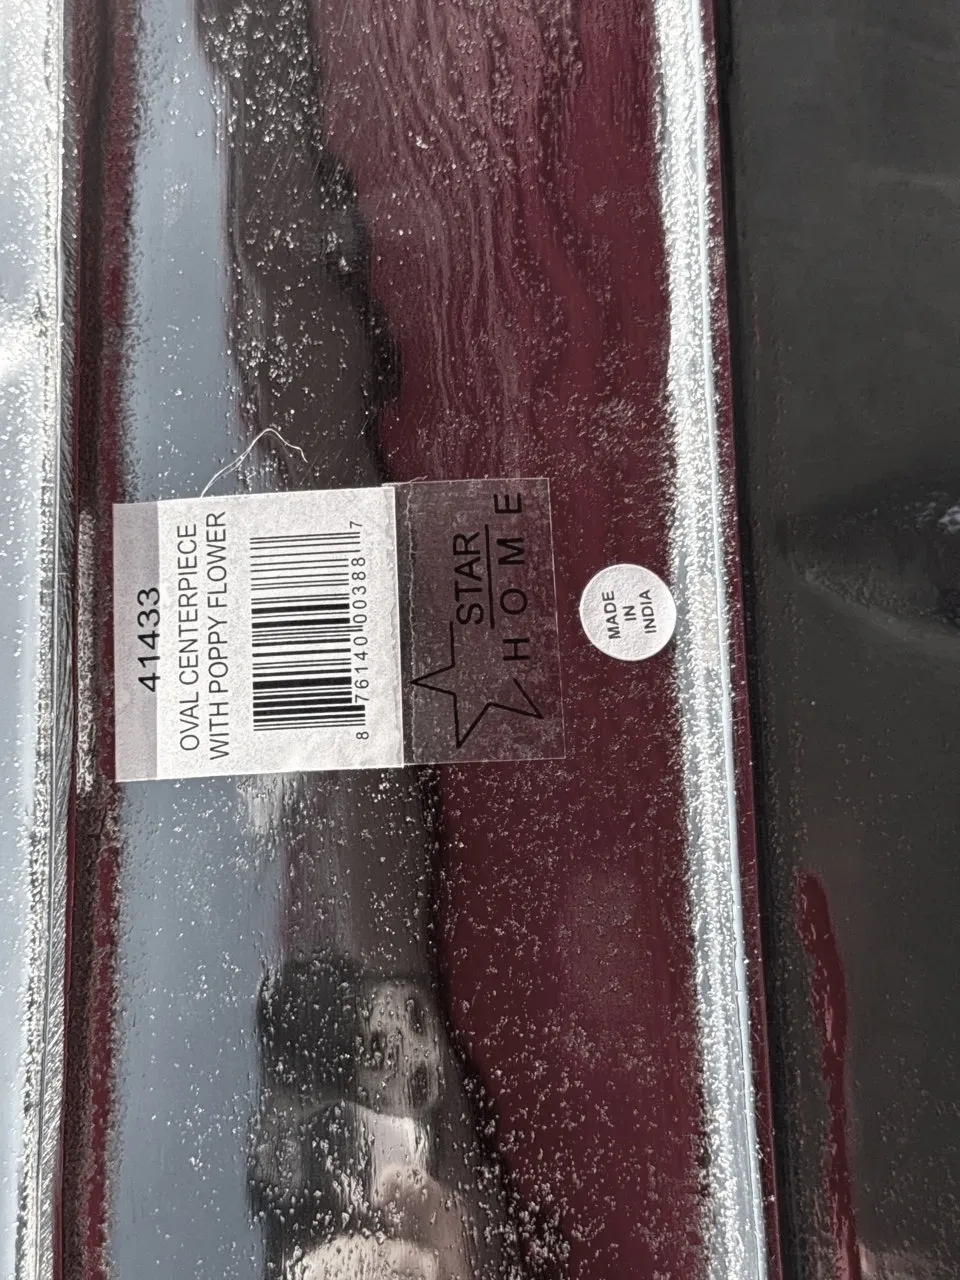 41433
OVAL CENTERPIECE
WITH POPPY FLOWER
8 76140 00388 7
STAR
HOME
MADE
IN
INDIA